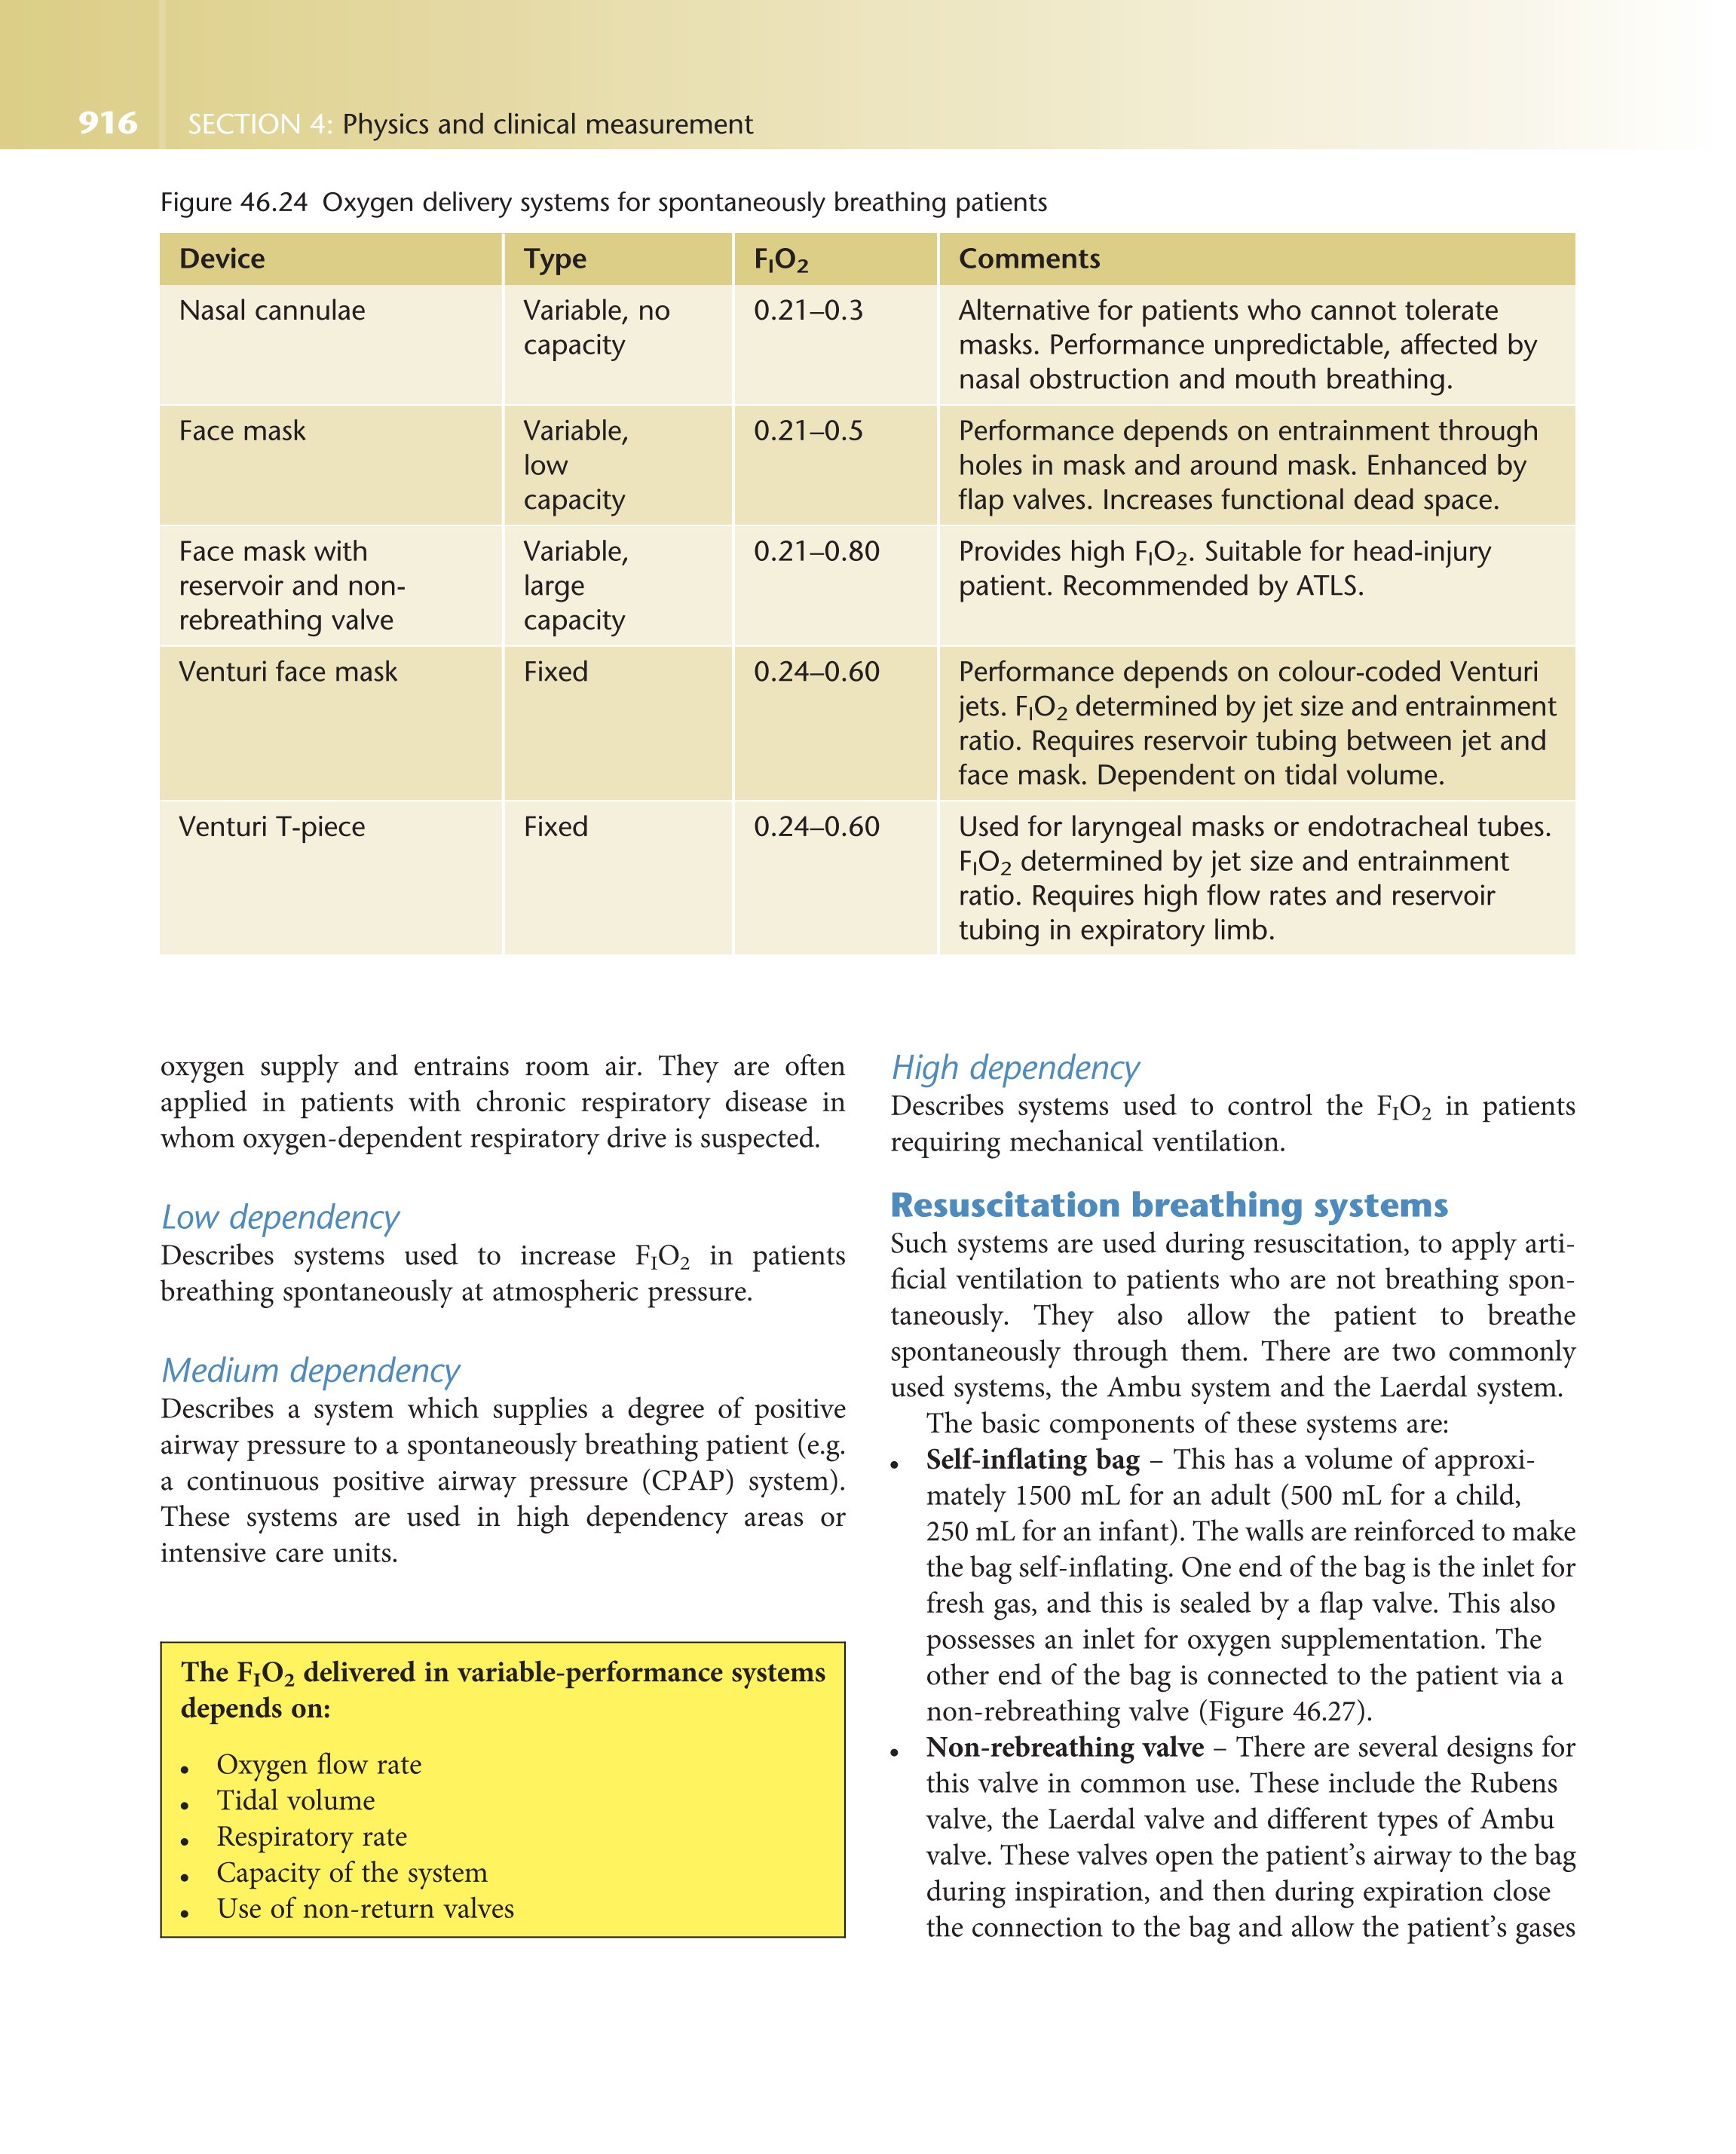 916 SECTION 4: Physics and clinical measurement
Figure 46.24 Oxygen delivery systems for spontaneously breathing patients
Device Type FIO2 Comments
Nasal cannulae Variable, no 0.21–0.3 Alternative for patients who cannot tolerate
capacity masks. Performance unpredictable, affected by
nasal obstruction and mouth breathing.
Face mask Variable, 0.21–0.5 Performance depends on entrainment through
low holes in mask and around mask. Enhanced by
capacity flap valves. Increases functional dead space.
Face mask with Variable, 0.21–0.80 Provides high FIO2. Suitable for head-injury
reservoir and non- large patient. Recommended by ATLS.
rebreathing valve capacity
Venturi face mask Fixed 0.24–0.60 Performance depends on colour-coded Venturi
jets. FIO2 determined by jet size and entrainment
ratio. Requires reservoir tubing between jet and
face mask. Dependent on tidal volume.
Venturi T-piece Fixed 0.24–0.60 Used for laryngeal masks or endotracheal tubes.
FIO2 determined by jet size and entrainment
ratio. Requires high flow rates and reservoir
tubing in expiratory limb.
oxygen supply and entrains room air. They are often
applied in patients with chronic respiratory disease in
whom oxygen-dependent respiratory drive is suspected.
Low dependency
Describes systems used to increase FIO2 in patients
breathing spontaneously at atmospheric pressure.
Medium dependency
Describes a system which supplies a degree of positive
airway pressure to a spontaneously breathing patient (e.g.
a continuous positive airway pressure (CPAP) system).
These systems are used in high dependency areas or
intensive care units.
The FIO2 delivered in variable-performance systems
depends on:
• Oxygen flow rate
• Tidal volume
• Respiratory rate
• Capacity of the system
• Use of non-return valves
High dependency
Describes systems used to control the FIO2 in patients
requiring mechanical ventilation.
Resuscitation breathing systems
Such systems are used during resuscitation, to apply arti-
ficial ventilation to patients who are not breathing spon-
taneously. They also allow the patient to breathe
spontaneously through them. There are two commonly
used systems, the Ambu system and the Laerdal system.
The basic components of these systems are:
• Self-inflating bag – This has a volume of approxi-
mately 1500 mL for an adult (500 mL for a child,
250 mL for an infant). The walls are reinforced to make
the bag self-inflating. One end of the bag is the inlet for
fresh gas, and this is sealed by a flap valve. This also
possesses an inlet for oxygen supplementation. The
other end of the bag is connected to the patient via a
non-rebreathing valve (Figure 46.27).
• Non-rebreathing valve – There are several designs for
this valve in common use. These include the Rubens
valve, the Laerdal valve and different types of Ambu
valve. These valves open the patient’s airway to the bag
during inspiration, and then during expiration close
the connection to the bag and allow the patient’s gases